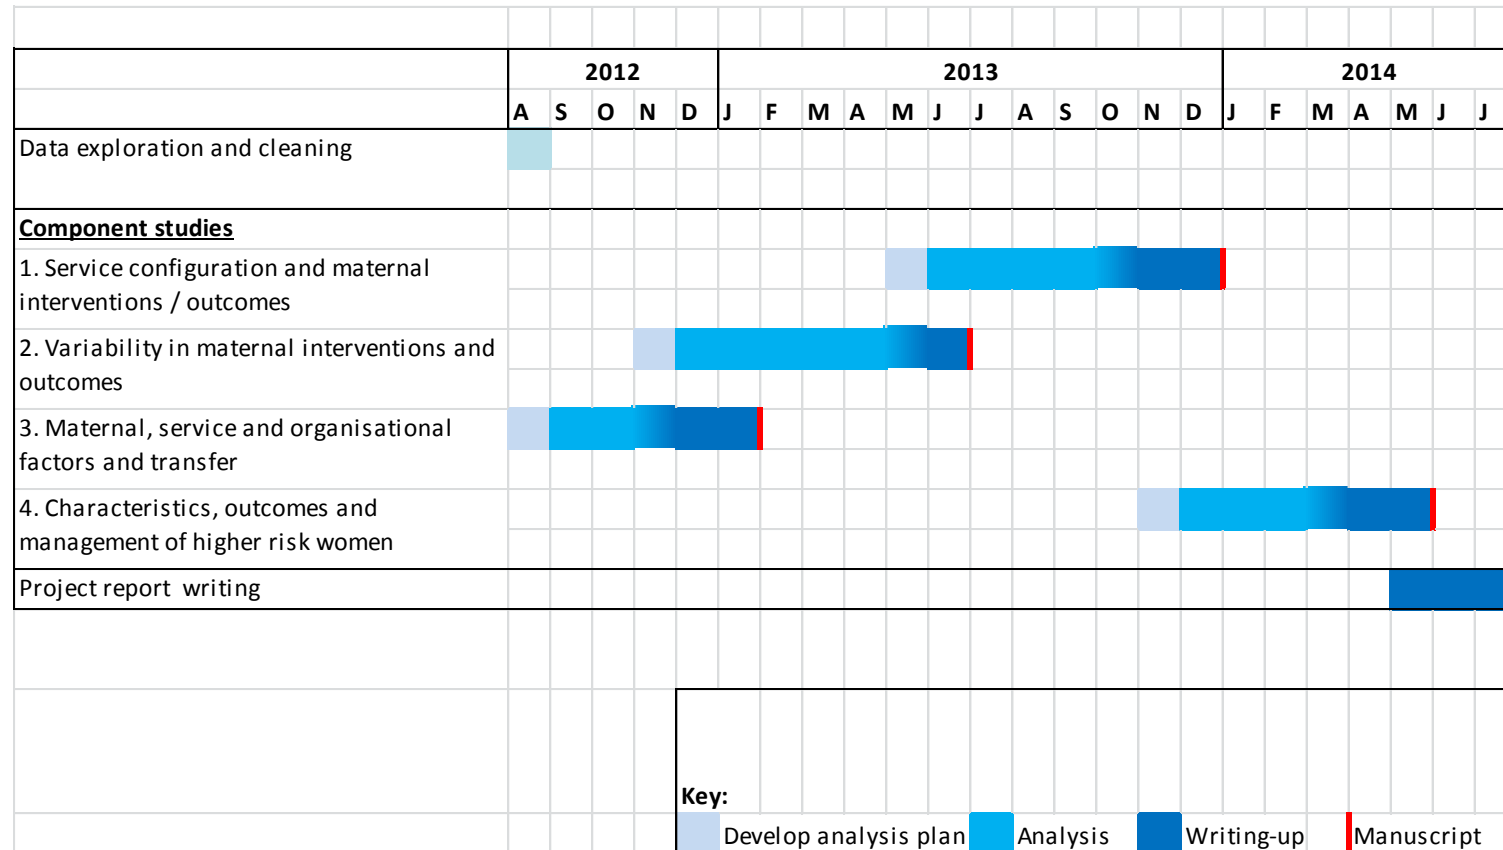 2012 2013 2014
A S O N D J F M A M J J A S O N D J F M A M J J
Data exploration and cleaning
Component studies
1. Service configuration and maternal
interventions / outcomes
2. Variability in maternal interventions and
outcomes
3. Maternal, service and organisational
factors and transfer
4. Characteristics, outcomes and
management of higher risk women
Project report writing
Key:
Develop analysis plan Analysis Writing-up Manuscript